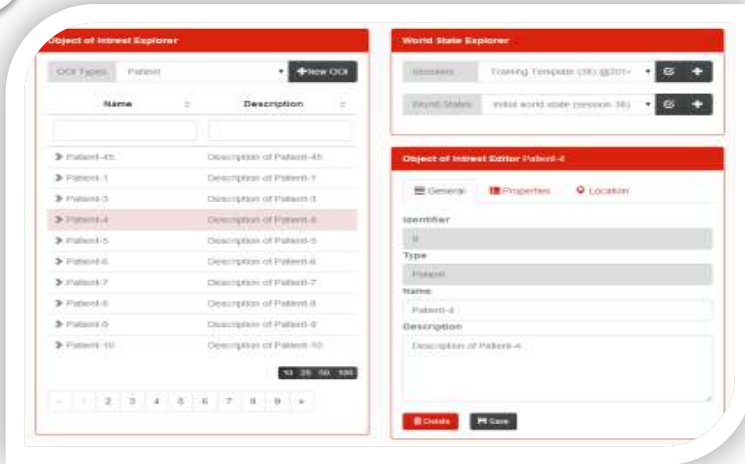 Object of Intrest Explorer
OOI Types Patient New OOI
Name Description
Patient-45 Description of Patient-45
Patient-1 Description of Patient-1
Patient-3 Description of Patient-3
Patient-4 Description of Patient-4
Patient-5 Description of Patient-5
Patient-6 Description of Patient-6
Patient-7 Description of Patient-7
Patient-8 Description of Patient-8
Patient-9 Description of Patient-9
Patient-10 Description of Patient-10
10 25 50 100
« 1 2 3 4 5 6 7 8 9 »
World State Explorer
Sessions Training Template (36) @201
World States Initial world state (session 36)
Object of Intrest Editor Patient-4
General Properties Location
Identifier
Type
Patient
Name
Patient-4
Description
Description of Patient-4
Delete Save